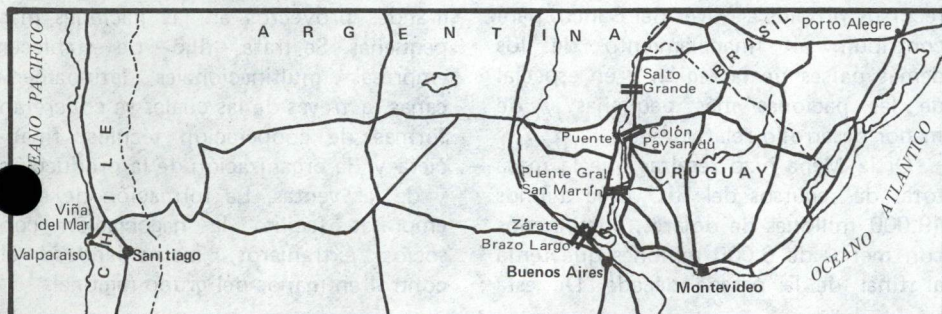 ARGENTINA
BRASIL
Porto Alegre
OCEANO PACIFICO
CHILE
Salto
Grande
Puente
Colón
Paysandú
Puente Gral.
San Martín
URUGUAY
OCEANO ATLANTICO
Viña
del Mar
Valparaiso
Santiago
Zárate
Brazo Largo
Buenos Aires
Montevideo